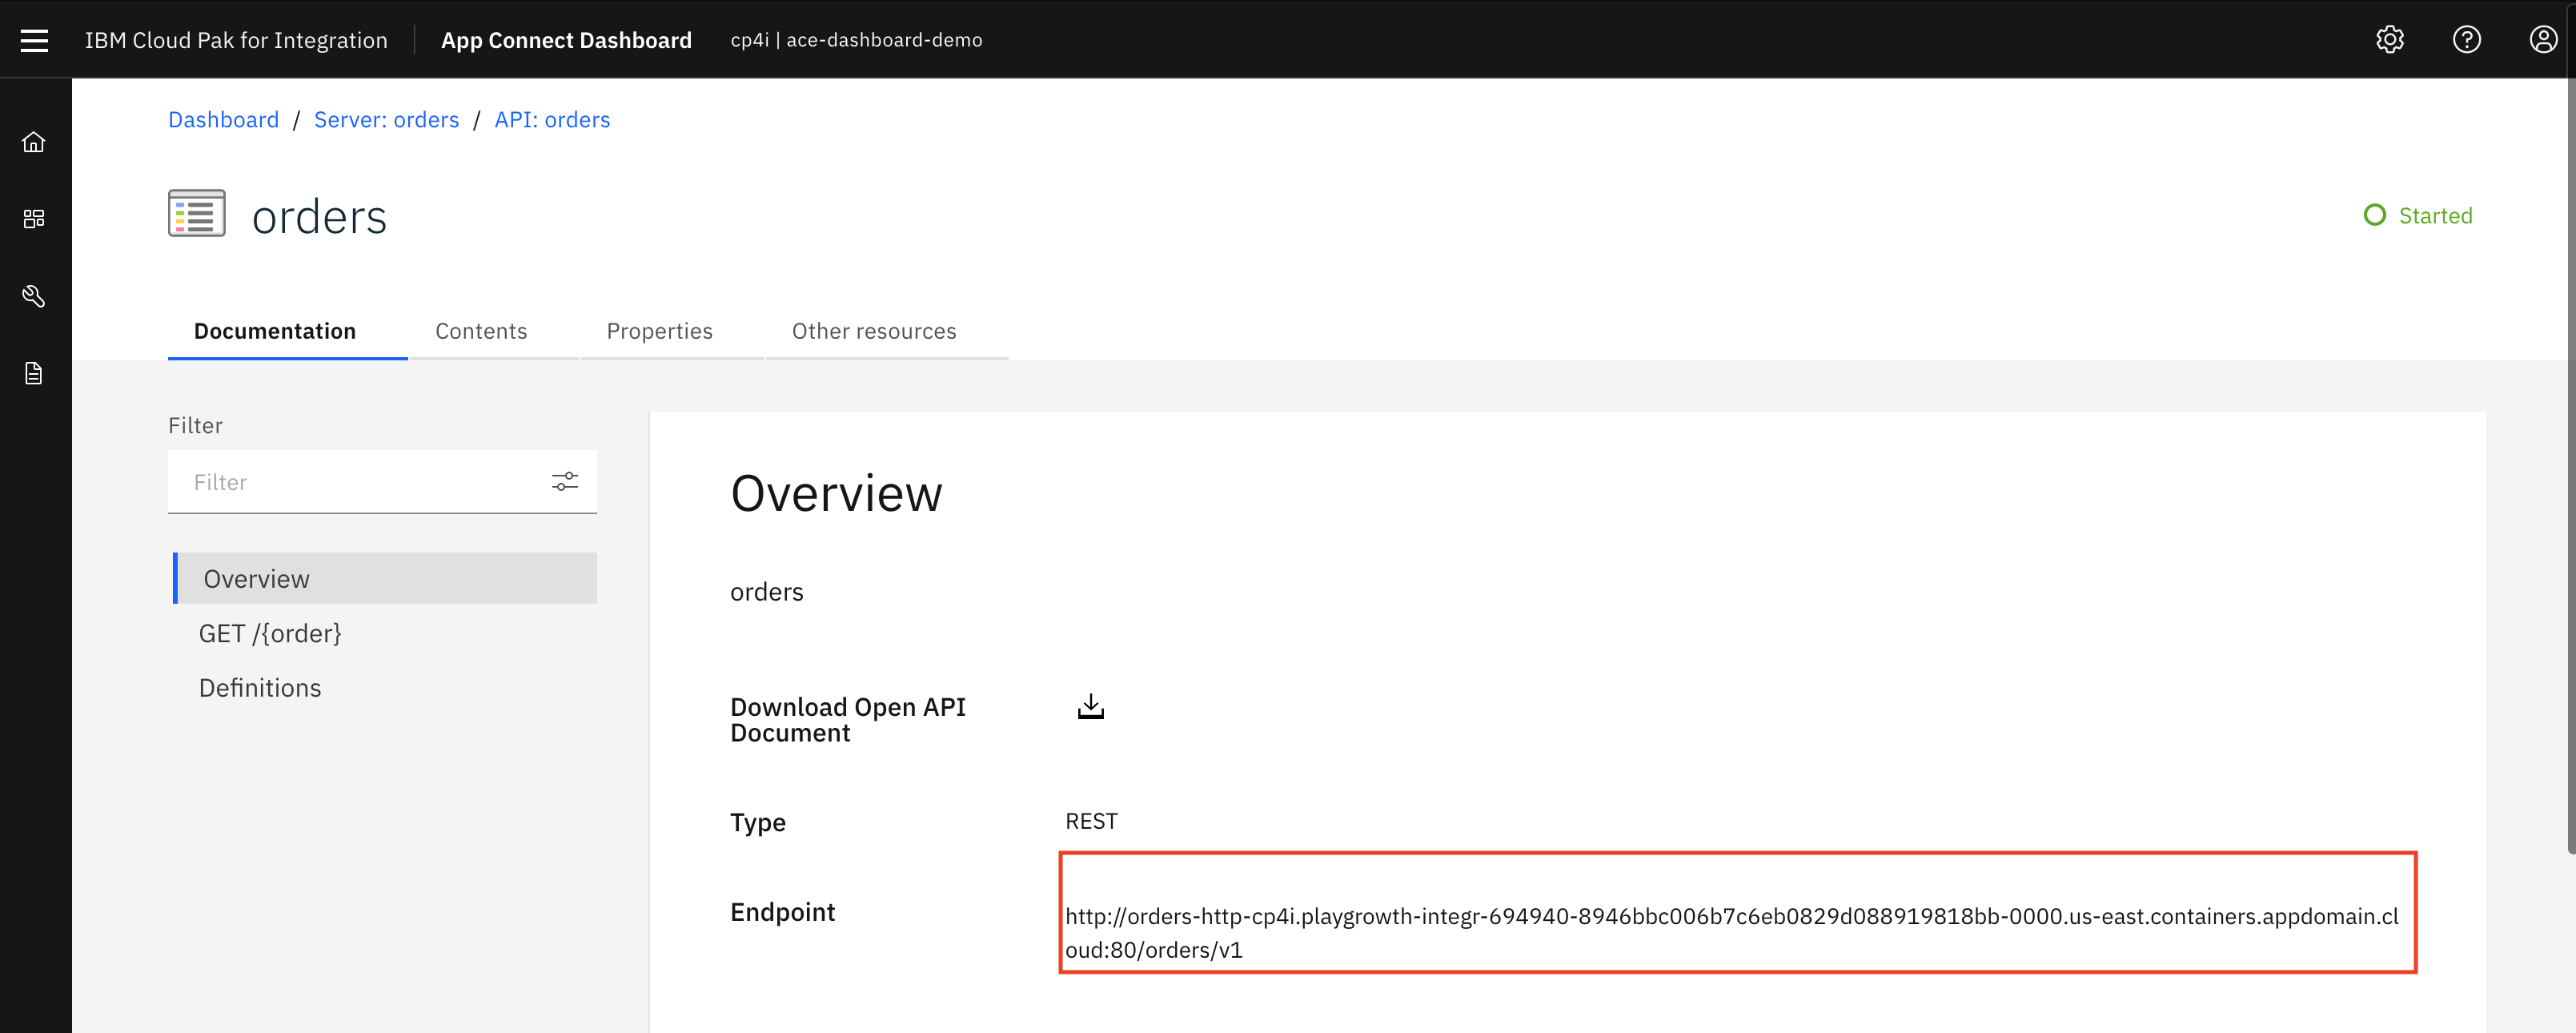 IBM Cloud Pak for Integration App Connect Dashboard cp4i | ace-dashboard-demo
Dashboard / Server: orders / API: orders
orders
Started
Documentation Contents Properties Other resources
Filter
Filter
Overview
GET /{order}
Definitions
Overview
orders
Download Open API
Document
Type REST
Endpoint
http://orders-http-cp4i.playgrowth-integr-694940-8946bbc006b7c6eb0829d088919818bb-0000.us-east.containers.appdomain.cl
oud:80/orders/v1